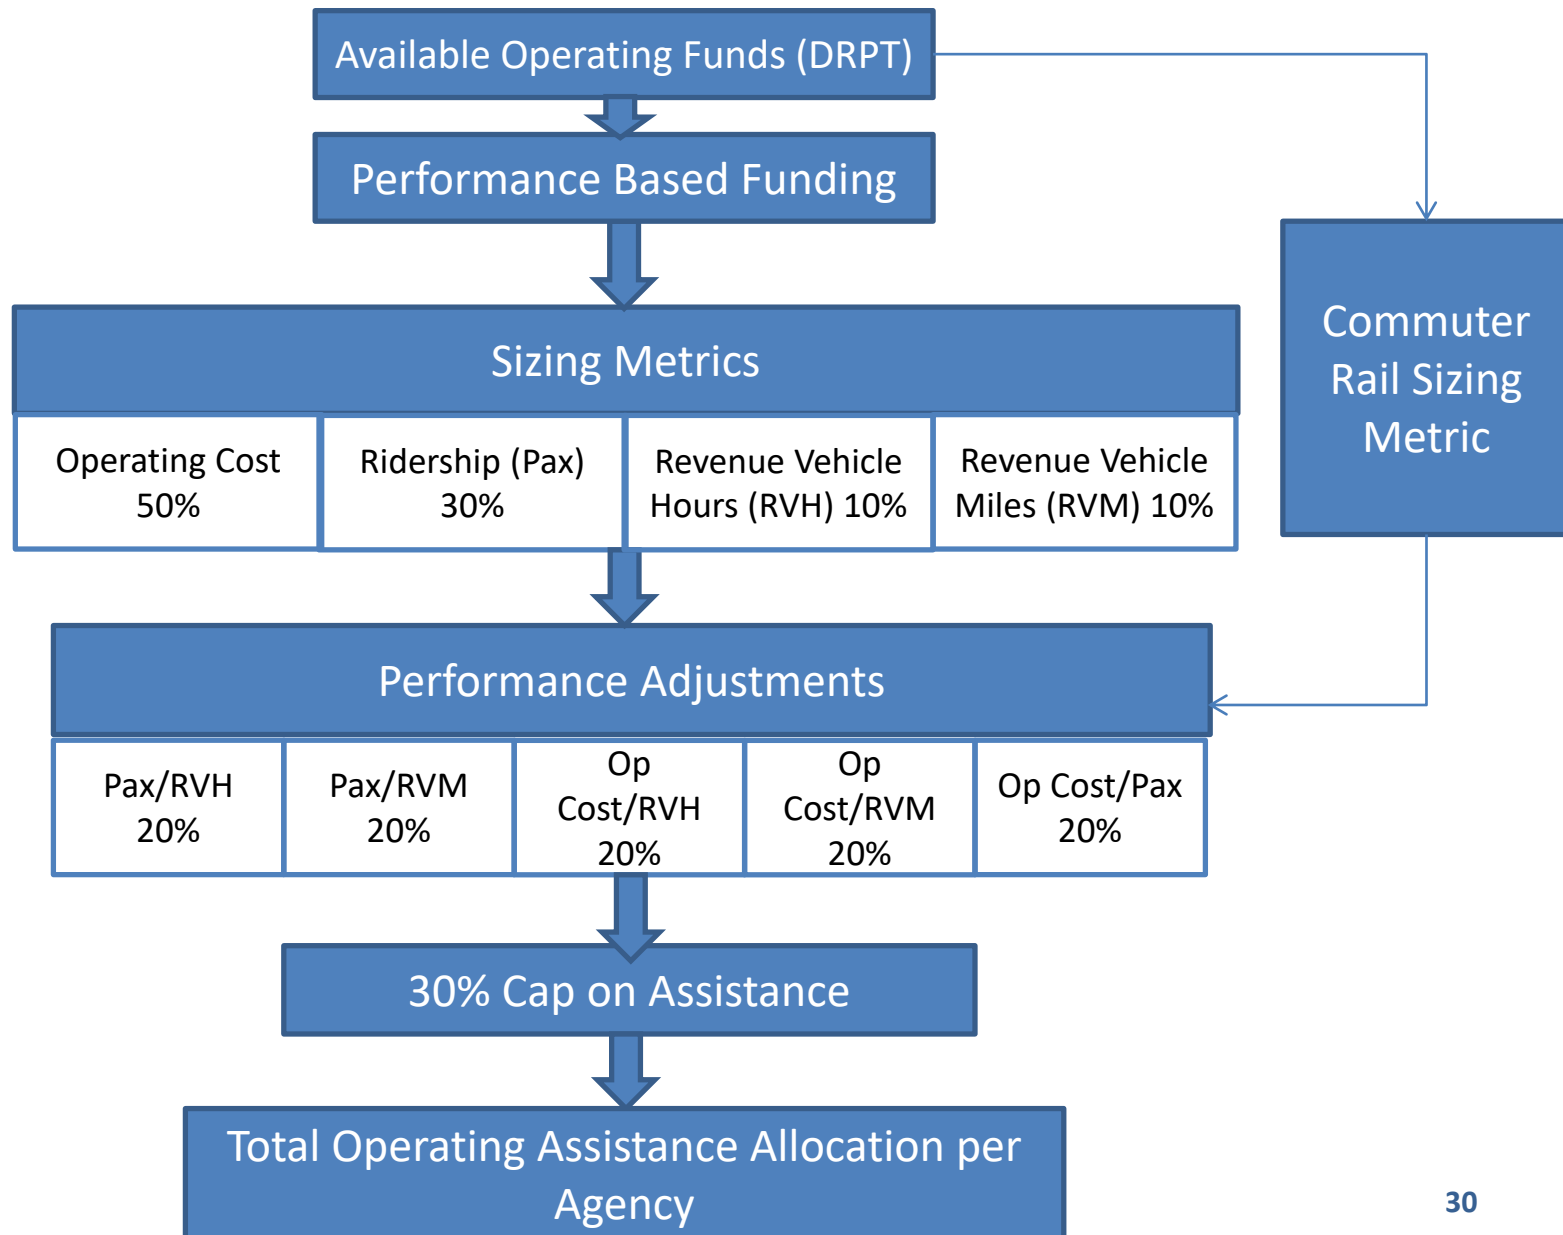 Available Operating Funds (DRPT)
Performance Based Funding
Sizing Metrics
Operating Cost
50%
Ridership (Pax)
30%
Revenue Vehicle
Hours (RVH) 10%
Revenue Vehicle
Miles (RVM) 10%
Commuter
Rail Sizing
Metric
Performance Adjustments
Pax/RVH
20%
Pax/RVM
20%
Op
Cost/RVH
20%
Op
Cost/RVM
20%
Op Cost/Pax
20%
30% Cap on Assistance
Total Operating Assistance Allocation per
Agency
30